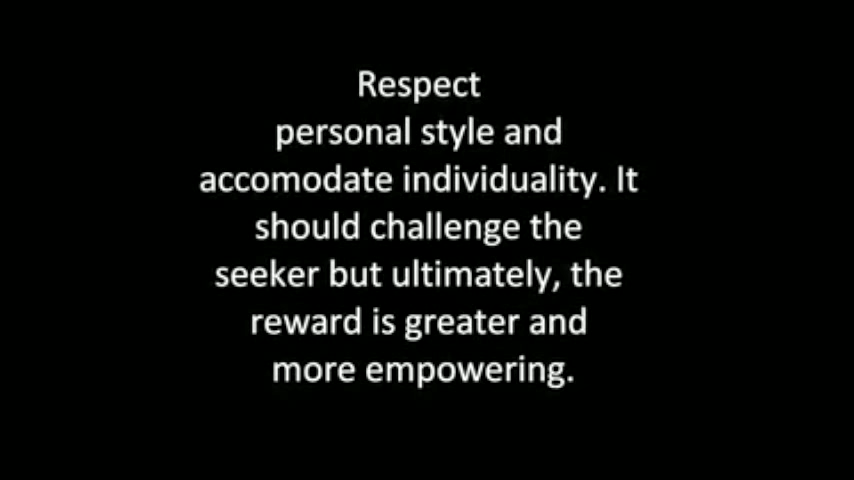 Respect
personal style and
accomodate individuality. It
should challenge the
seeker but ultimately, the
reward is greater and
more empowering.